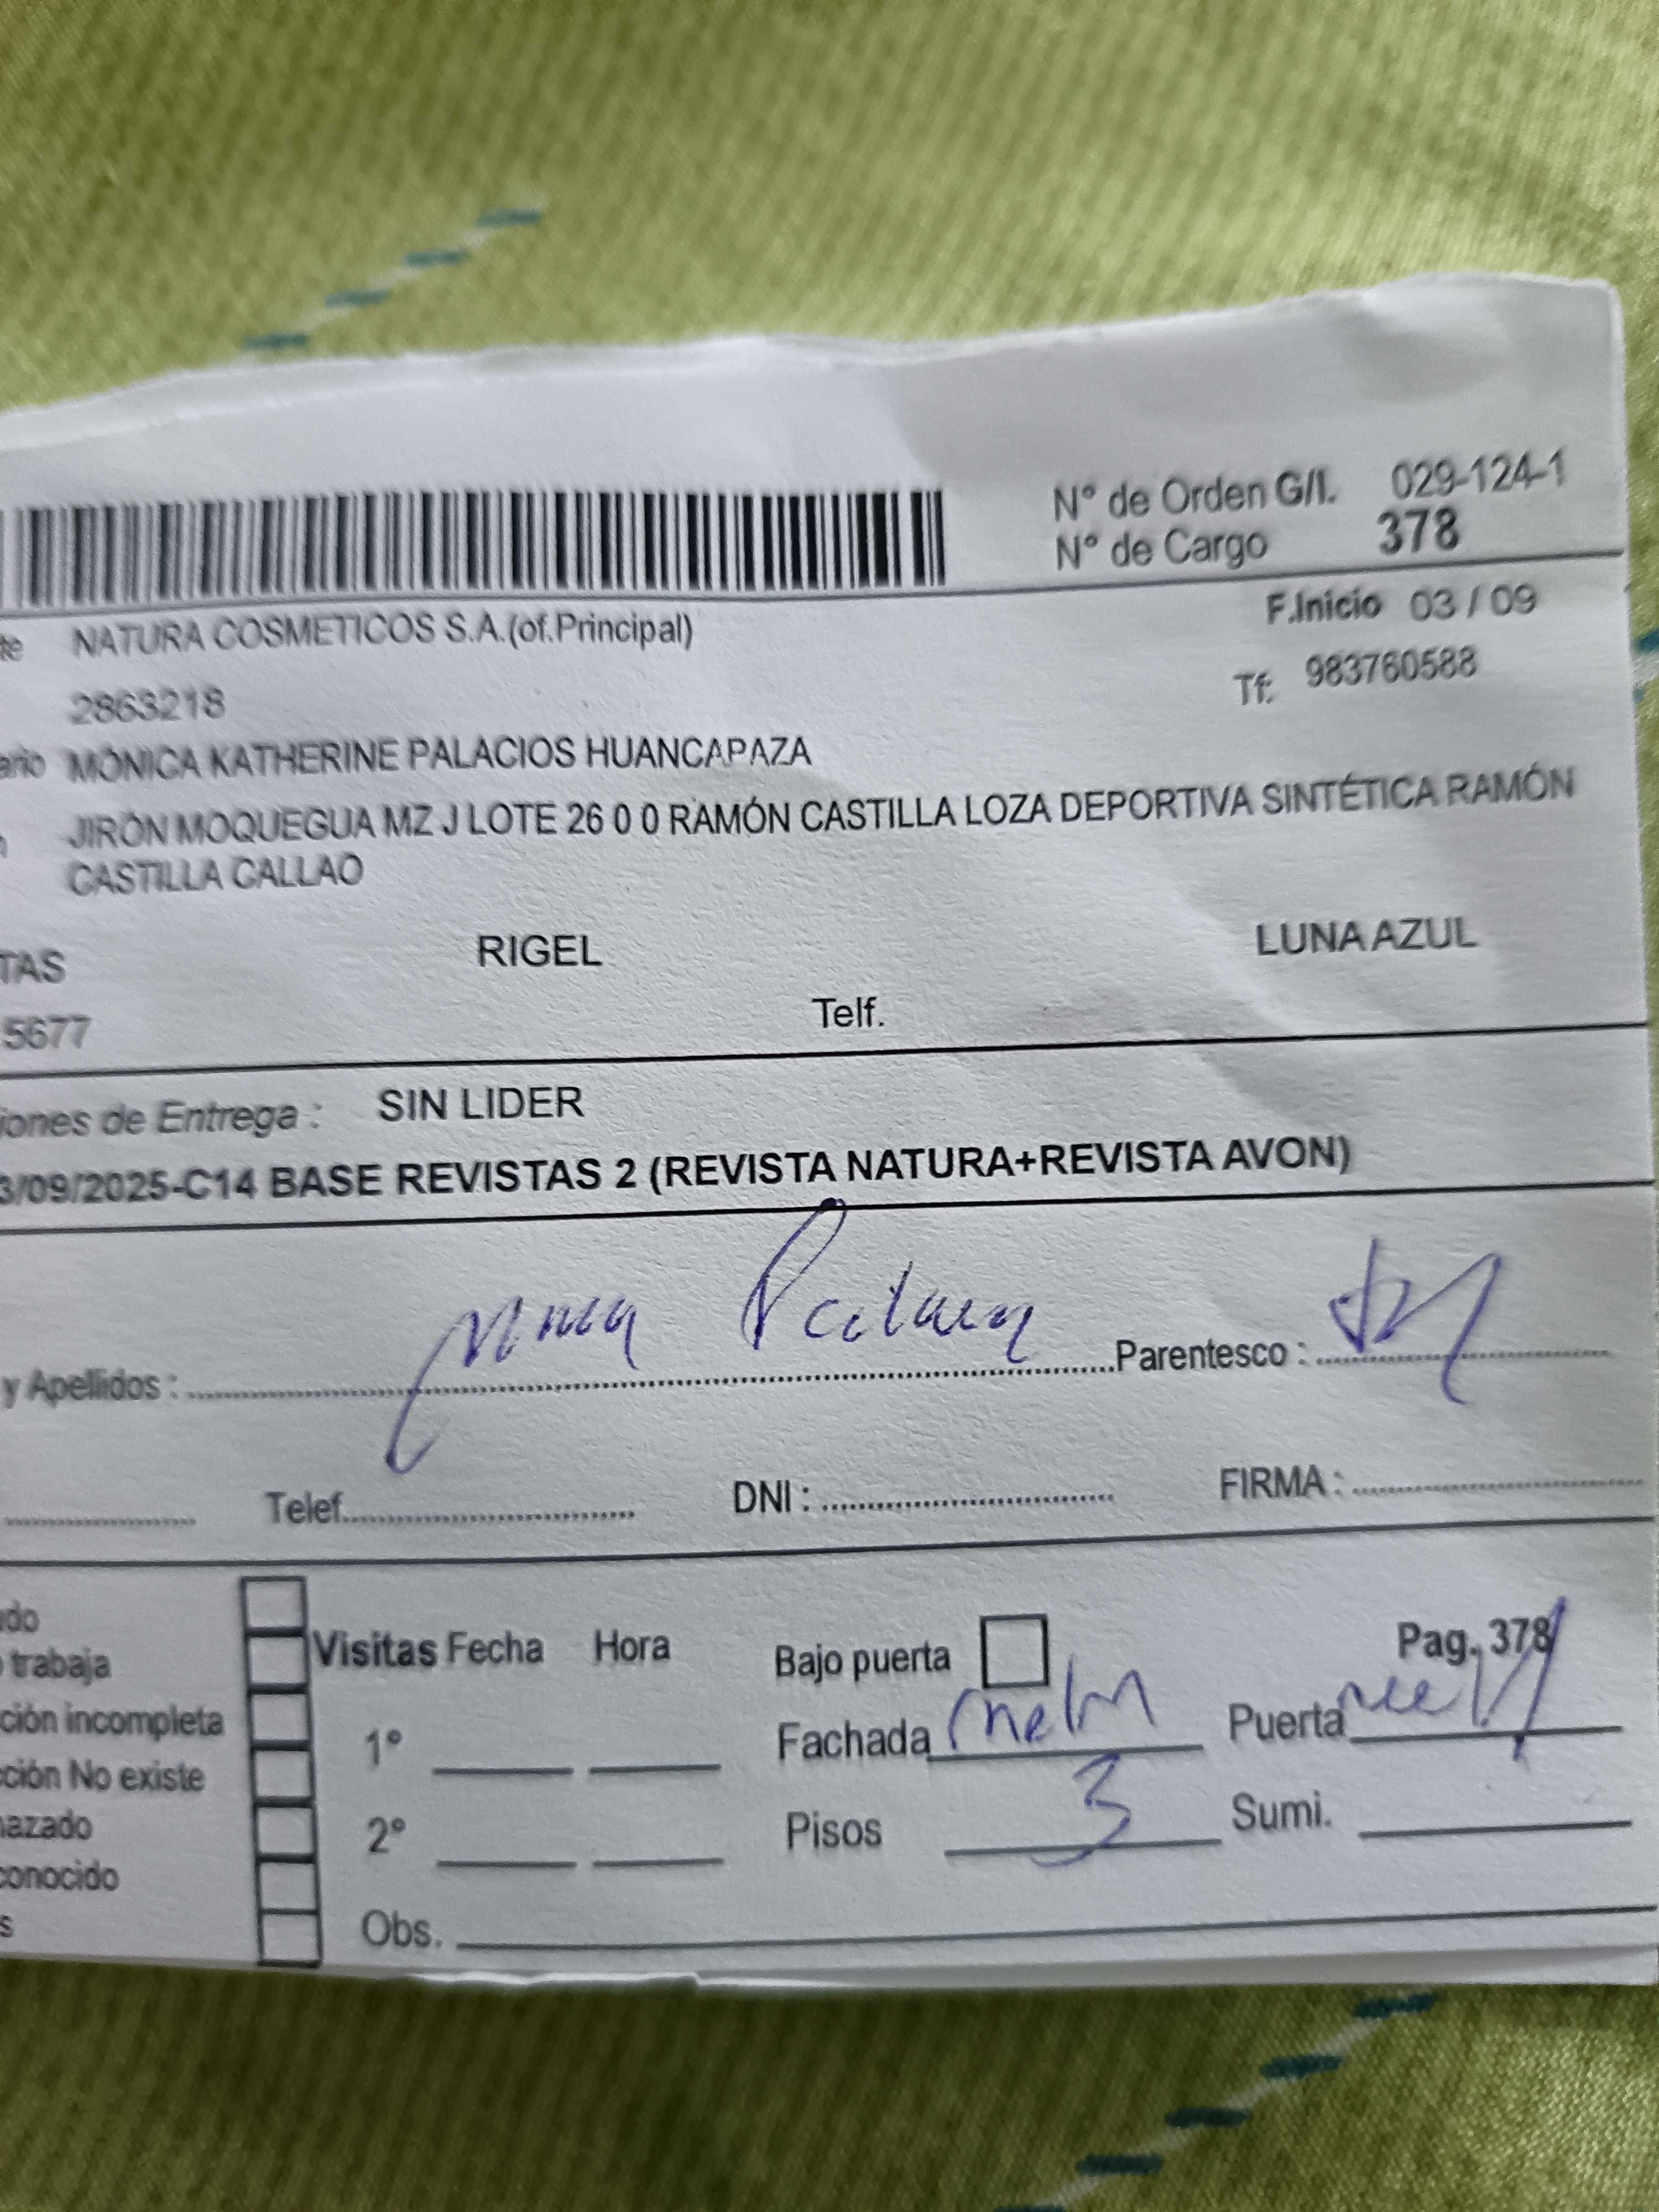 N° de Orden G/I. 029-124-1
N° de Cargo 378
te NATURA COSMETICOS S.A.(of.Principal) F.Inicio 03 / 09
2863218 Tf: 983760588
ario MONICA KATHERINE PALACIOS HUANCAPAZA
JIRÓN MOQUEGUA MZ J LOTE 26 0 0 RAMÓN CASTILLA LOZA DEPORTIVA SINTÉTICA RAMÓN
CASTILLA CALLAO
TAS RIGEL LUNA AZUL
5677 Telf.
iones de Entrega : SIN LIDER
3/09/2025-C14 BASE REVISTAS 2 (REVISTA NATURA+REVISTA AVON)
y Apellidos : Parentesco :
Telef. DNI : FIRMA :
do
trabaja Visitas Fecha Hora Bajo puerta Pag. 378
ción incompleta 1° Fachada Puerta
cción No existe
azado 2° Pisos 3 Sumi.
conocido
s Obs.